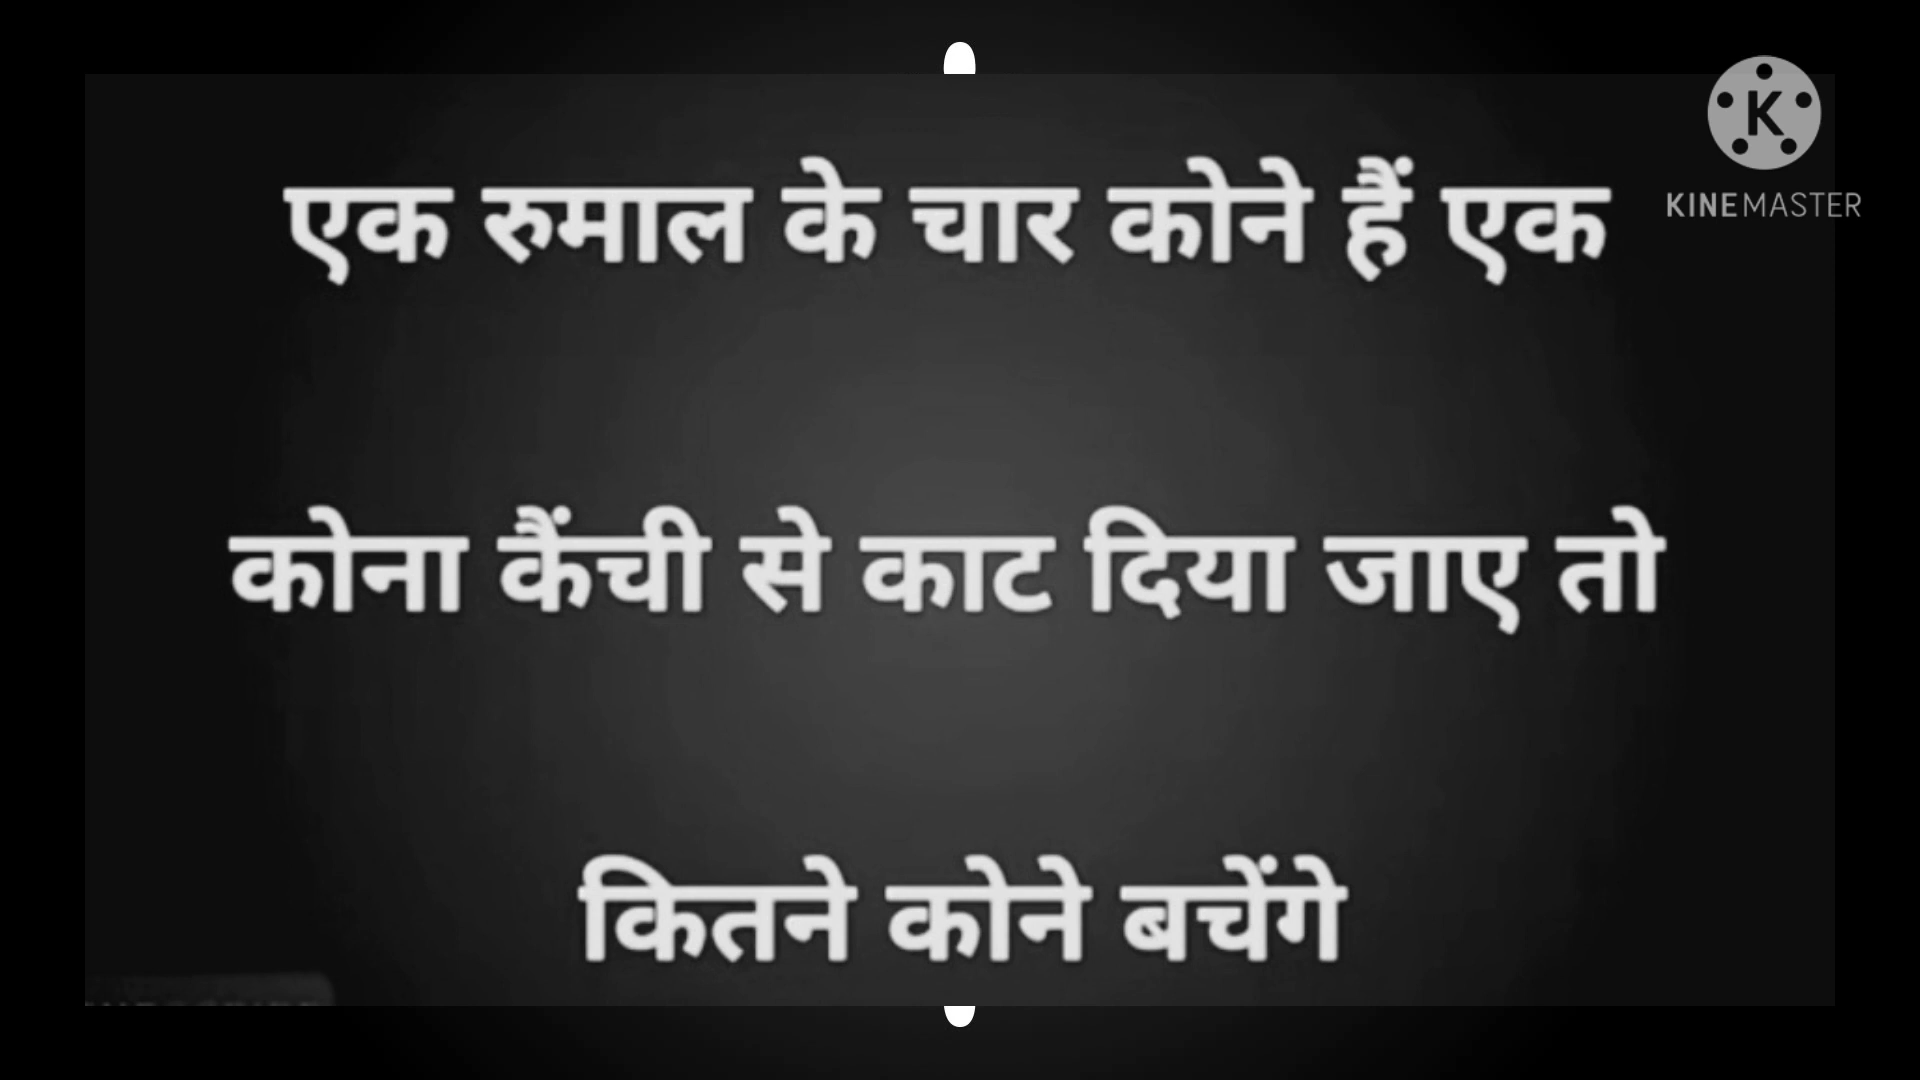 एक रुमाल के चार कोने हैं एक
KINEMASTER
कोना कैंची से काट दिया जाए तो
कितने कोने बचेंगे